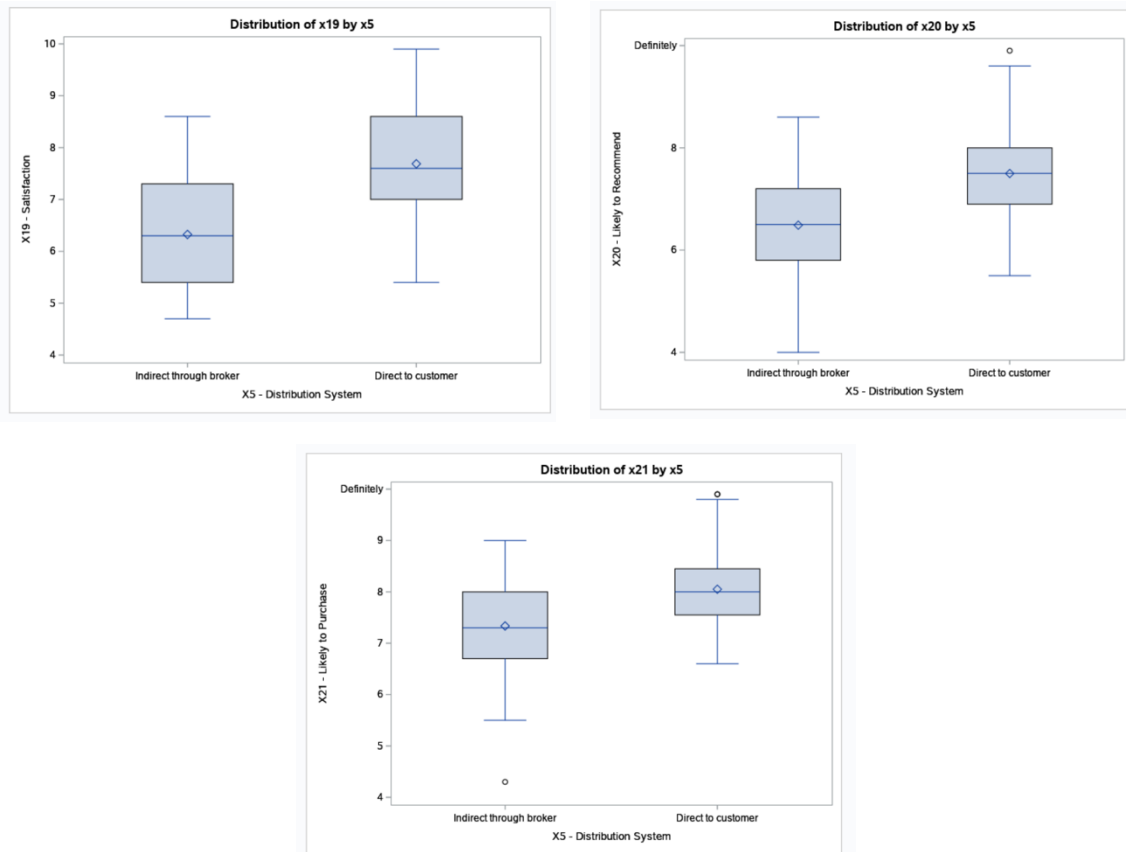 Distribution of x19 by x5
10
9
8
7
6
5
4
X19 - Satisfaction
Indirect through broker
Direct to customer
X5 - Distribution System
Distribution of x20 by x5
Definitely
8
6
4
X20 - Likely to Recommend
Indirect through broker
Direct to customer
X5 - Distribution System
Distribution of x21 by x5
Definitely
9
8
7
6
5
4
X21 - Likely to Purchase
Indirect through broker
Direct to customer
X5 - Distribution System